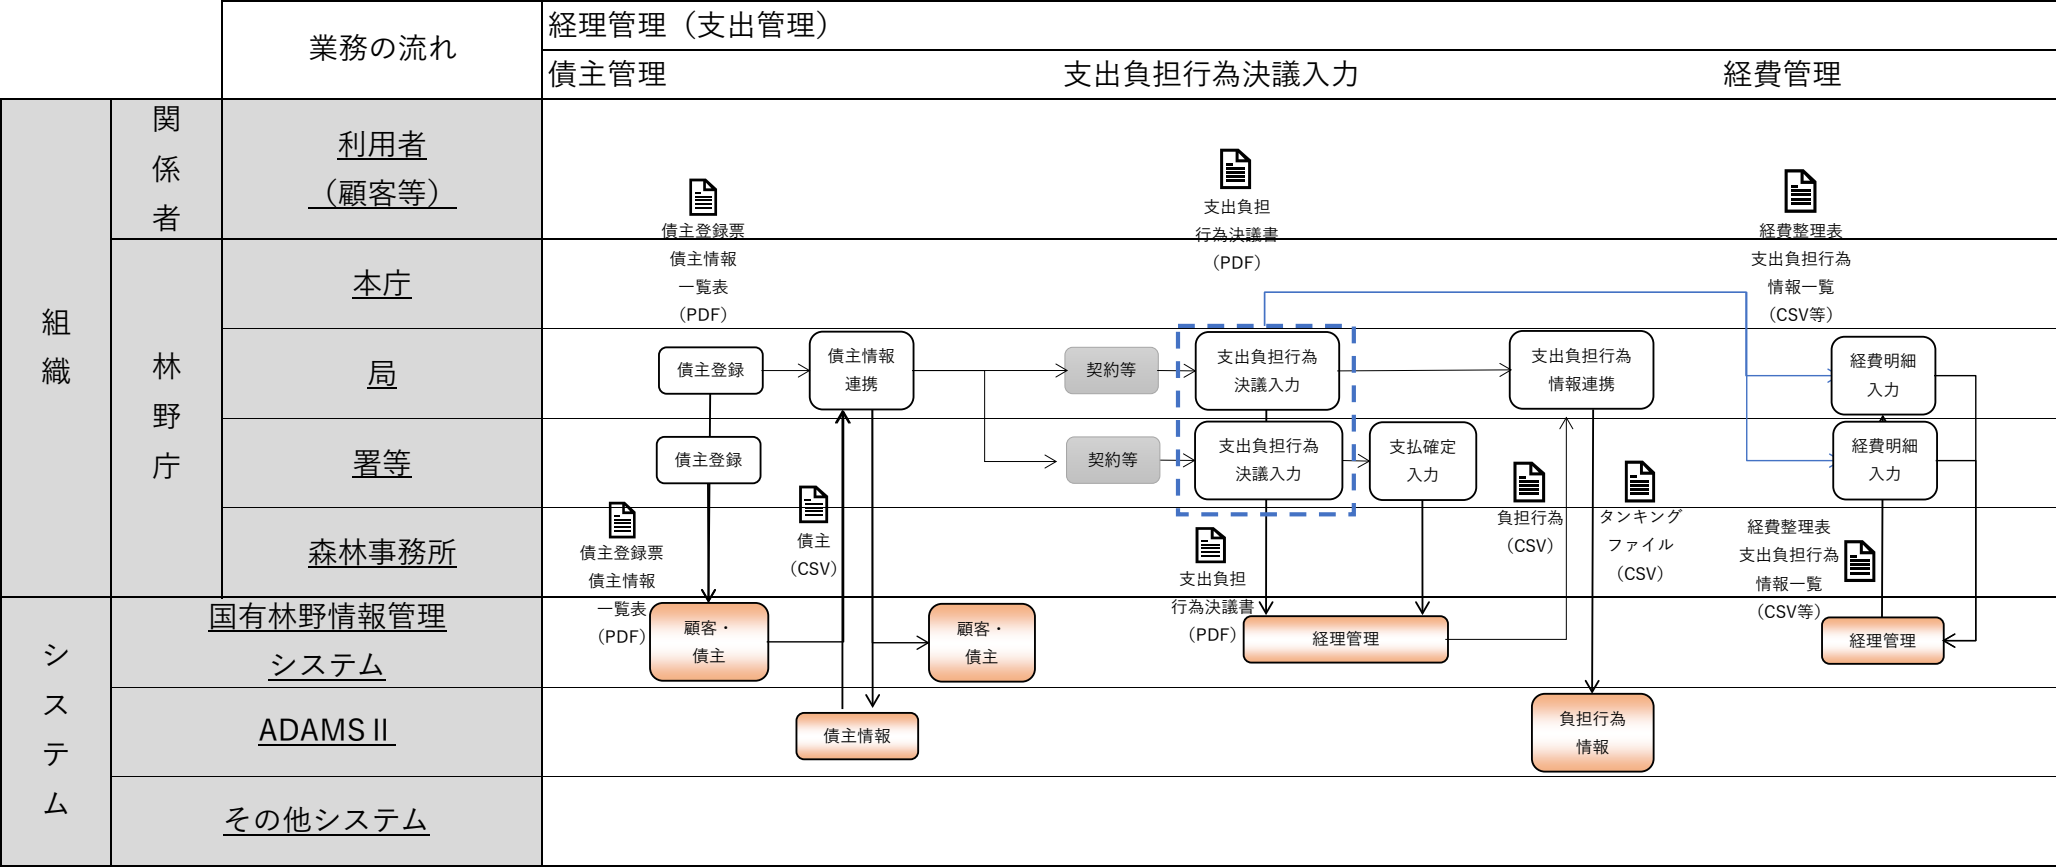 業務の流れ
経理管理（支出管理）
債主管理
支出負担行為決議入力
経費管理
組織
関係者
利用者
（顧客等）
林野庁
本庁
局
署等
森林事務所
システム
国有林野情報管理
システム
ADAMSⅡ
その他システム
債主登録票
債主情報
一覧表
（PDF）
支出負担
行為決議書
（PDF）
経費整理表
支出負担行為
情報一覧
（CSV等）
債主登録
債主情報
連携
契約等
支出負担行為
決議入力
支出負担行為
情報連携
経費明細
入力
債主登録
契約等
支出負担行為
決議入力
支払確定
入力
経費明細
入力
債主登録票
債主情報
一覧表
（PDF）
債主
（CSV）
支出負担
行為決議書
（PDF）
負担行為
（CSV）
タンキング
ファイル
（CSV）
経費整理表
支出負担行為
情報一覧
（CSV等）
顧客・
債主
顧客・
債主
経理管理
経理管理
債主情報
負担行為
情報